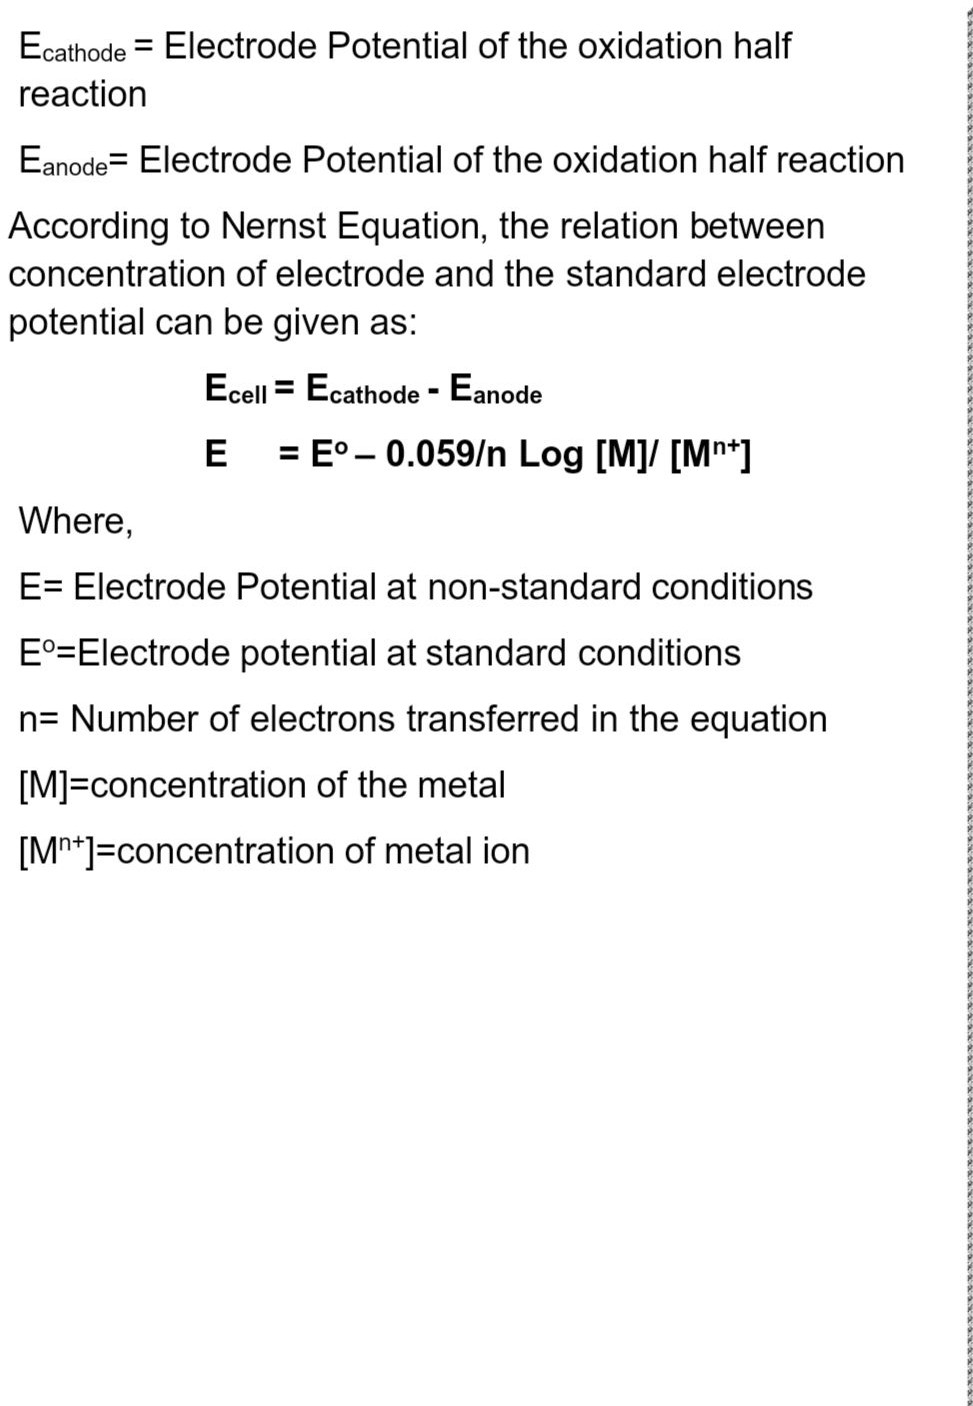 Ecathode = Electrode Potential of the oxidation half
reaction
Eanode= Electrode Potential of the oxidation half reaction
According to Nernst Equation, the relation between
concentration of electrode and the standard electrode
potential can be given as:
Ecell = Ecathode - Eanode
E = Eº – 0.059/n Log [M]/ [Mⁿ⁺]
Where,
E= Electrode Potential at non-standard conditions
Eº=Electrode potential at standard conditions
n= Number of electrons transferred in the equation
[M]=concentration of the metal
[Mⁿ⁺]=concentration of metal ion